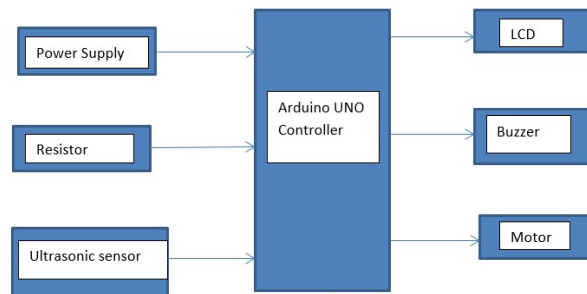 Power Supply
Resistor
Ultrasonic sensor
Arduino UNO
Controller
LCD
Buzzer
Motor